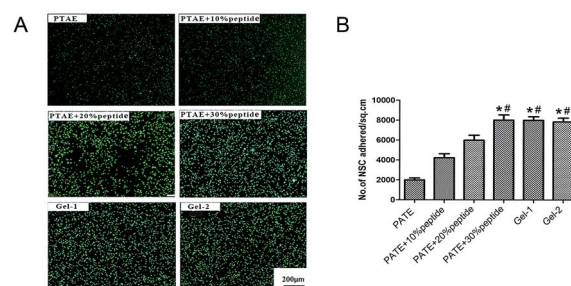 A
PTAE
PTAE+10%peptide
PTAE+20%peptide
PTAE+30%peptide
Gel-1
Gel-2
200μm
B
No.of NSC adhered/sq.cm
10000
8000
6000
4000
2000
0
*#
*#
*#
PATE
PATE+10%peptide
PATE+20%peptide
PATE+30%peptide
Gel-1
Gel-2